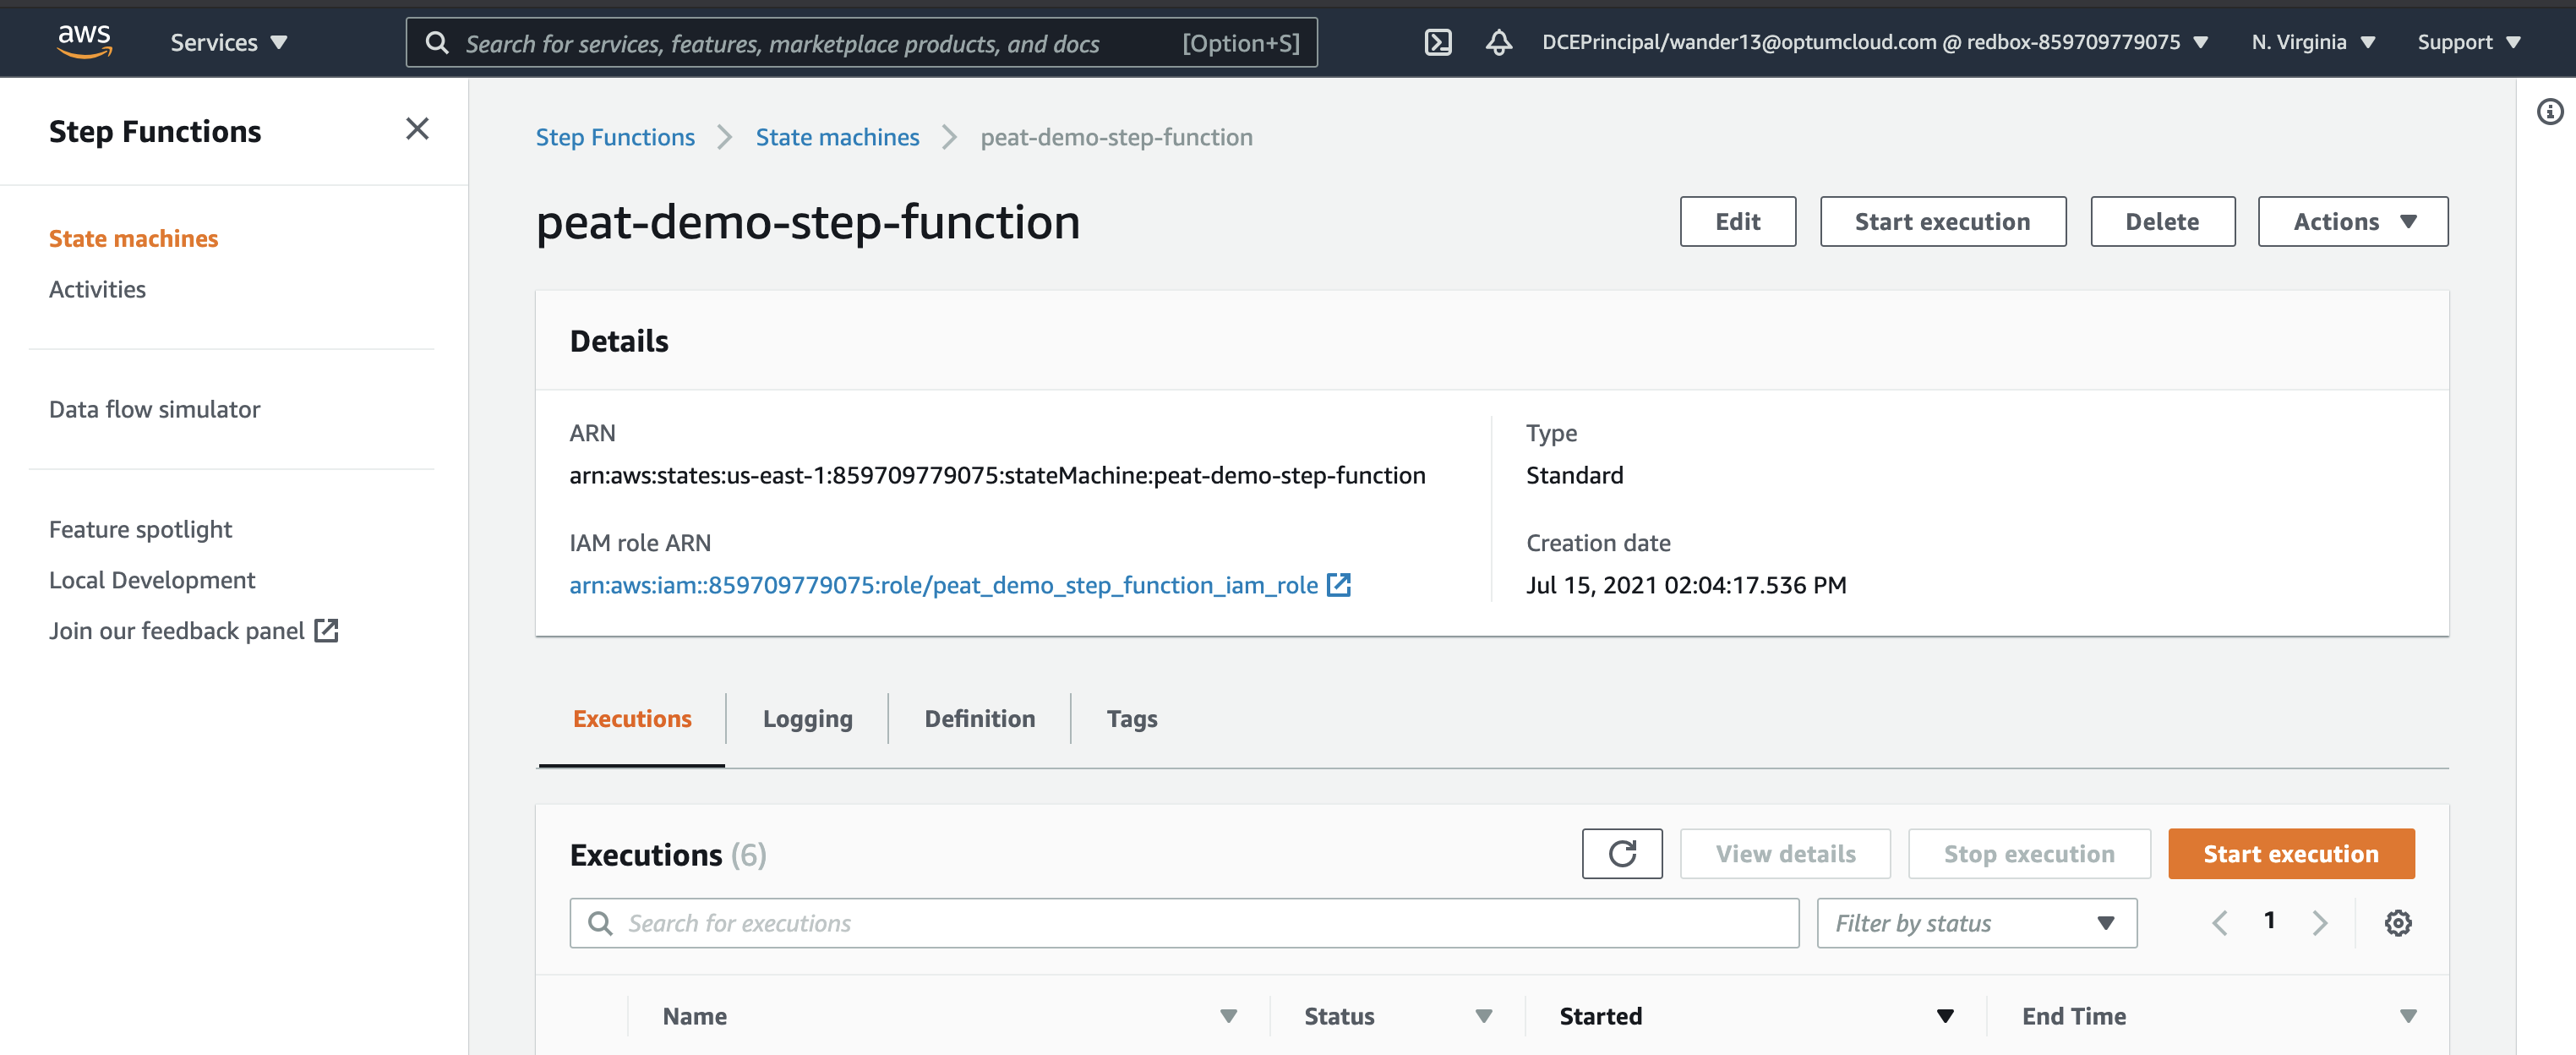 aws Services Search for services, features, marketplace products, and docs [Option+S] DCEPrincipal/wander13@optumcloud.com @ redbox-859709779075 N. Virginia Support
Step Functions
State machines
Activities
Data flow simulator
Feature spotlight
Local Development
Join our feedback panel
Step Functions State machines peat-demo-step-function
peat-demo-step-function
Edit Start execution Delete Actions
Details
ARN
arn:aws:states:us-east-1:859709779075:stateMachine:peat-demo-step-function
IAM role ARN
arn:aws:iam::859709779075:role/peat_demo_step_function_iam_role
Type
Standard
Creation date
Jul 15, 2021 02:04:17.536 PM
Executions Logging Definition Tags
Executions (6)
View details Stop execution Start execution
Search for executions Filter by status 1
Name Status Started End Time